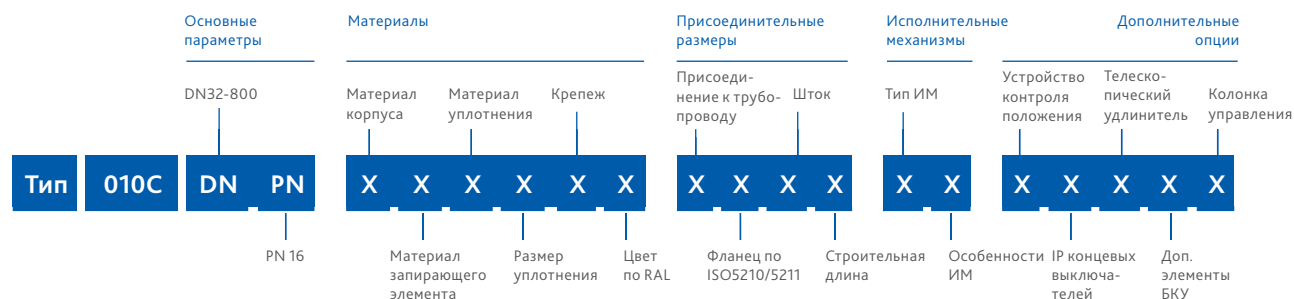 Основные
параметры
Материалы
Присоединительные
размеры
Исполнительные
механизмы
Дополнительные
опции
DN32-800
Материал
корпуса
Материал
уплотнения
Крепеж
Присоеди-
нение к трубо-
проводу
Шток
Тип ИМ
Устройство
контроля
положения
Телеско-
пический
удлинитель
Колонка
управления
Тип 010С DN PN X X X X X X X X X X X X X X X X X
PN 16
Материал
запирающего
элемента
Размер
уплотнения
Цвет
по RAL
Фланец по
ISO5210/5211
Строительная
длина
Особенности
ИМ
IP концевых
выключа-
телей
Доп.
элементы
БКУ